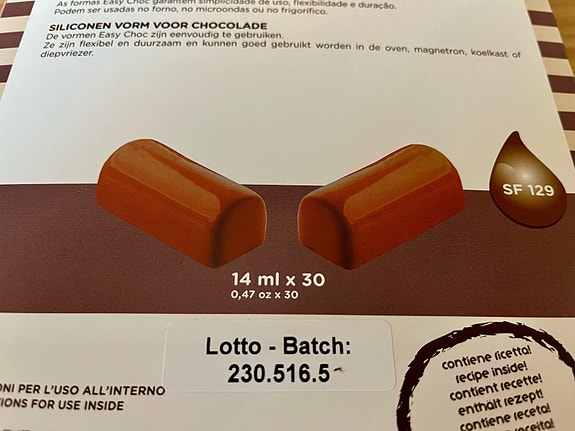 As formas Easy Choc garantem simplicidade de uso, flexibilidade e duração.
Podem ser usadas no forno, no microondas ou no frigorífico.
SILICONEN VORM VOOR CHOCOLADE
De vormen Easy Choc zijn eenvoudig te gebruiken.
Ze zijn flexibel en duurzaam en kunnen goed gebruikt worden in de oven, magnetron, koelkast of
diepvriezer.
SF 129
14 ml x 30
0,47 oz x 30
Lotto - Batch:
230.516.5
ONI PER L'USO ALL'INTERNO
TIONS FOR USE INSIDE
contiene ricetta!
recipe inside!
contient recette!
enthält rezept!
contiene receta!
receita!